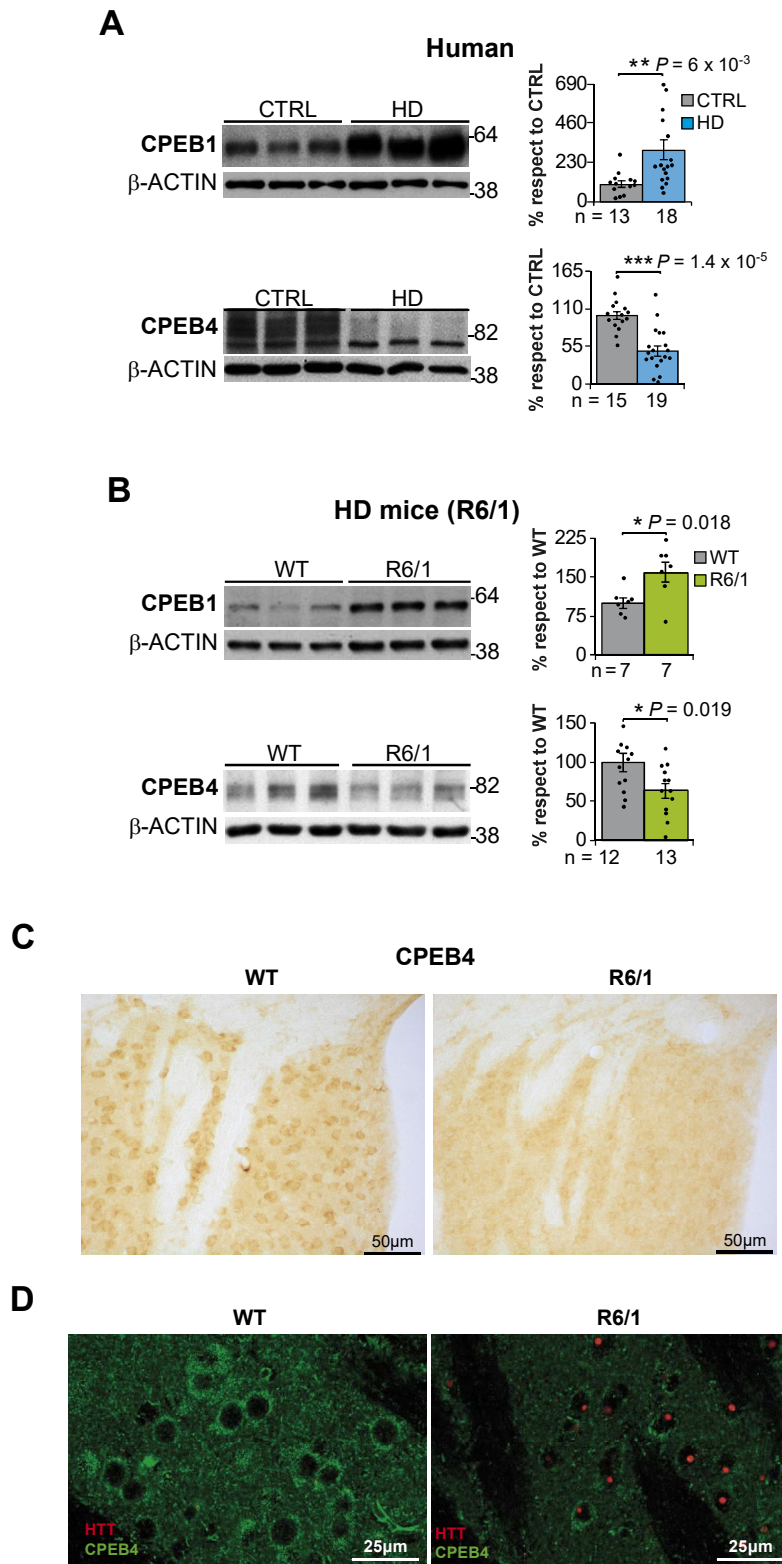 A
Human
CTRL HD
CPEB1
-64
β-ACTIN
-38
% respect to CTRL
690
460
230
0
** P = 6 x 10-3
CTRL
HD
n = 13 18
CTRL HD
CPEB4
-82
β-ACTIN
-38
% respect to CTRL
165
110
55
0
*** P = 1.4 x 10-5
n = 15 19
B
HD mice (R6/1)
WT R6/1
CPEB1
-64
β-ACTIN
-38
% respect to WT
225
150
75
0
* P = 0.018
WT
R6/1
n = 7 7
WT R6/1
CPEB4
-82
β-ACTIN
-38
% respect to WT
150
100
50
0
* P = 0.019
n = 12 13
C
CPEB4
WT R6/1
50µm 50µm
D
WT R6/1
HTT
CPEB4
25µm
HTT
CPEB4
25µm